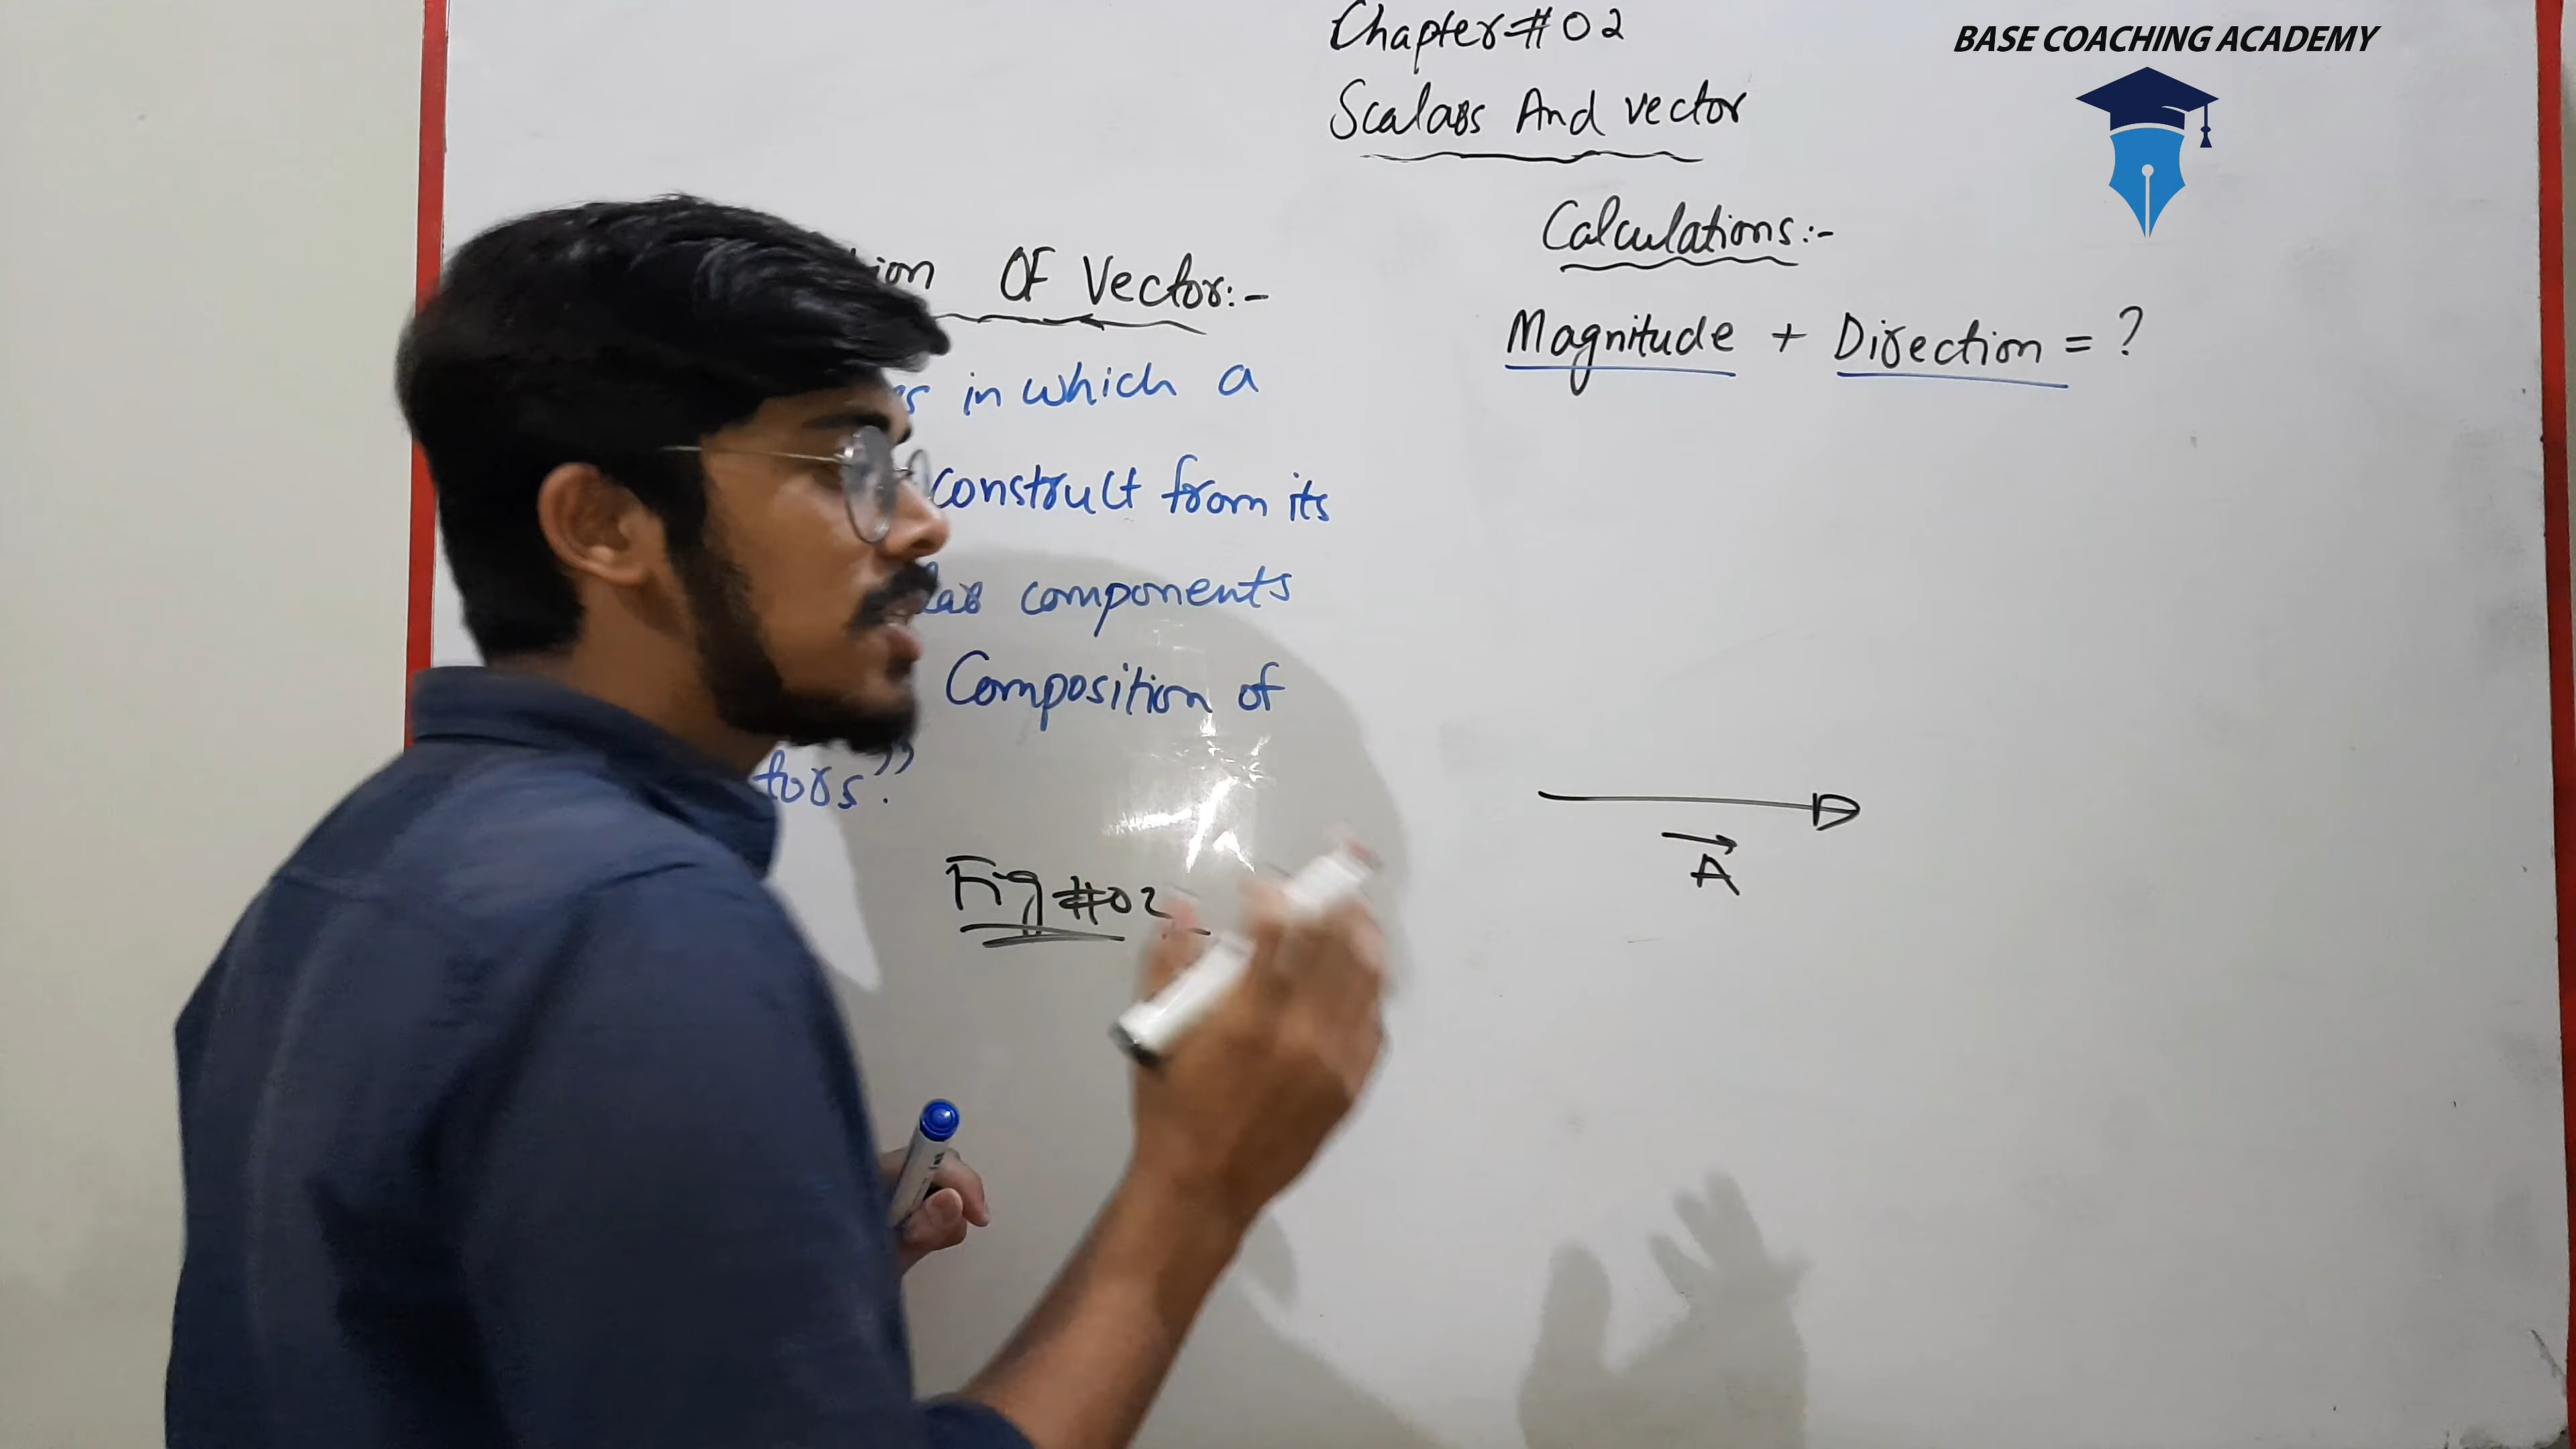 Chapter # 02
Scalars And vector
BASE COACHING ACADEMY
OF Vector:-
in which a
construct from its
components
Composition of
Fig #02
Calculations:-
Magnitude + Direction = ?
A